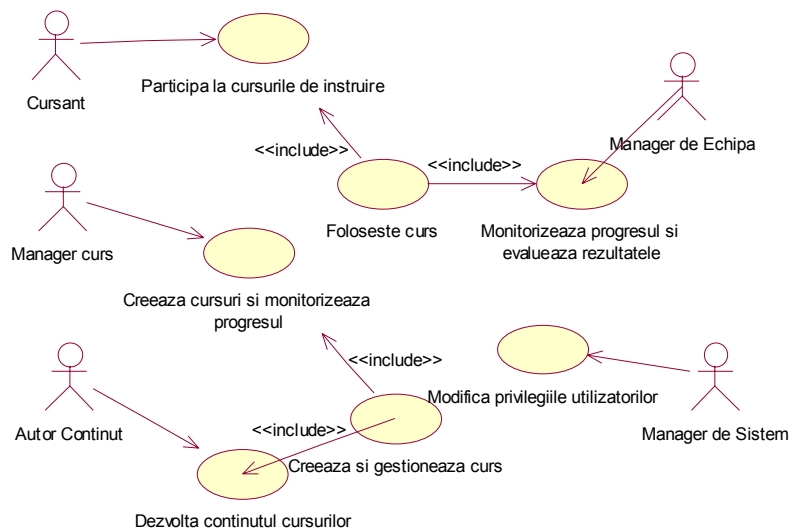 Cursant
Participa la cursurile de instruire
Manager de Echipa
<<include>>
<<include>>
Foloseste curs
Monitorizeaza progresul si
evalueaza rezultatele
Manager curs
Creeaza cursuri si monitorizeaza
progresul
<<include>>
Modifica privilegiile utilizatorilor
Autor Continut
<<include>>
Manager de Sistem
Creeaza si gestioneaza curs
Dezvolta continutul cursurilor